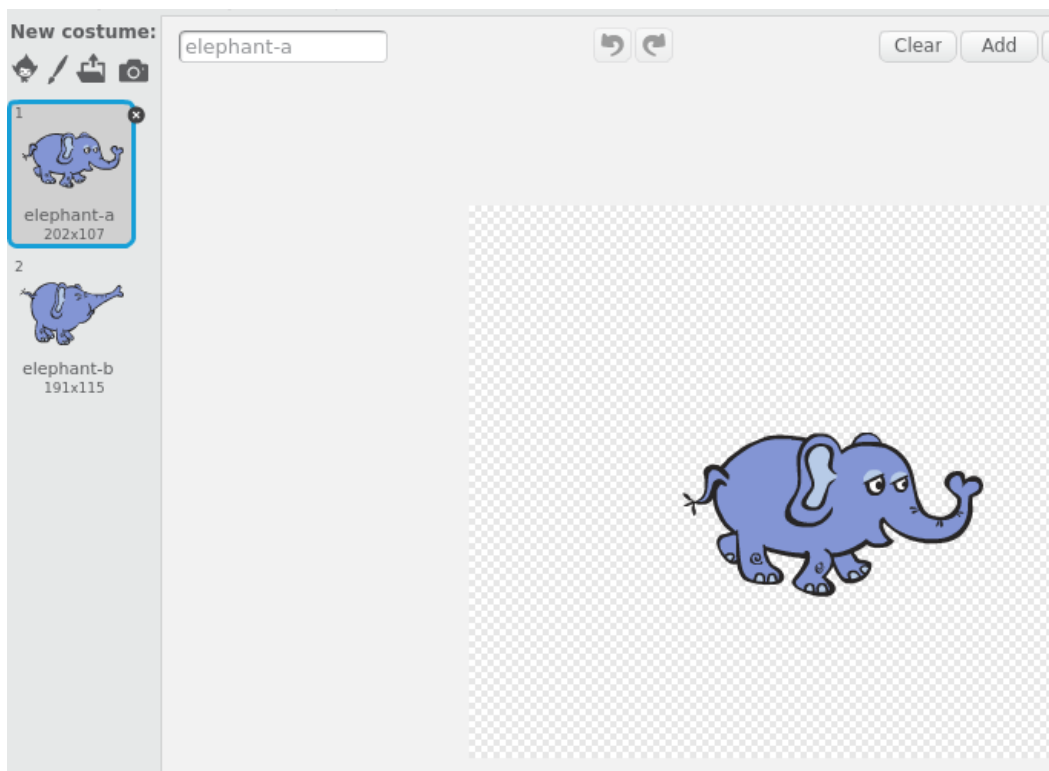 New costume:
elephant-a
Clear
Add
1
elephant-a
202x107
2
elephant-b
191x115